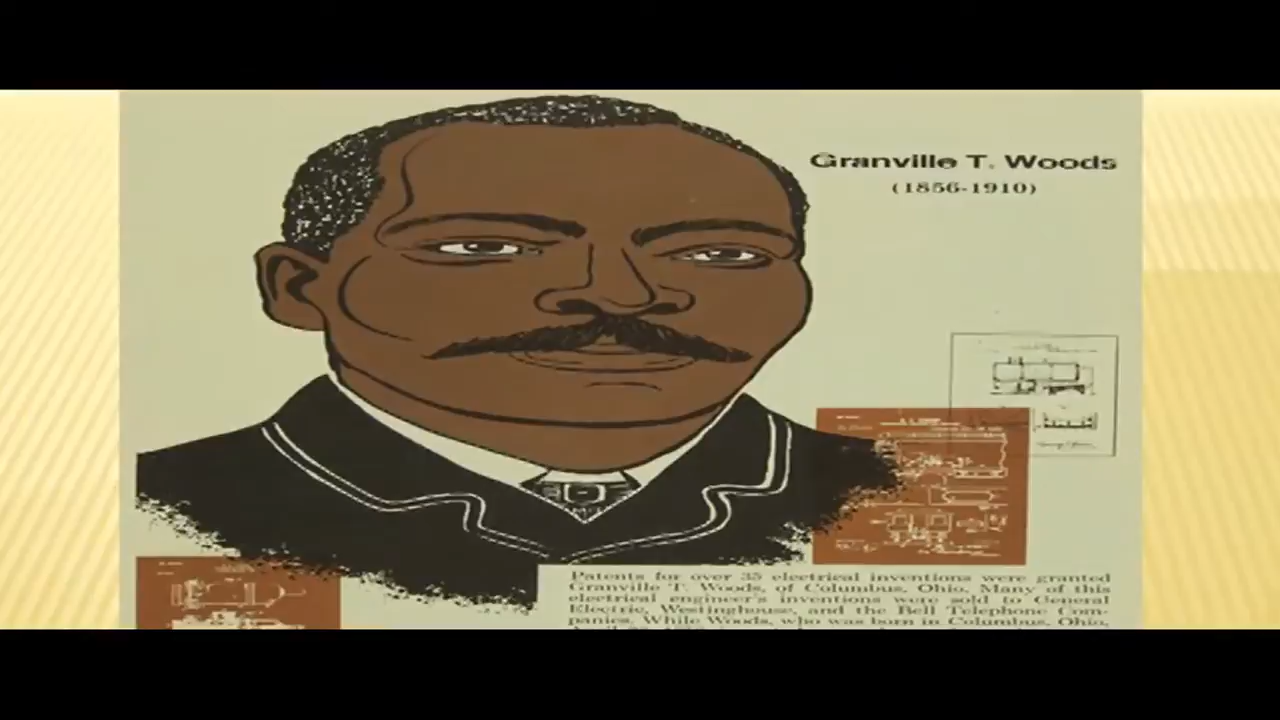 Granville T. Woods
(1856-1910)
Patents for over 35 electrical inventions were granted
Granville T. Woods, of Columbus, Ohio. Many of this
electrical engineer's inventions were sold to General
Electric, Westinghouse, and the Bell Telephone Com-
panies. While Woods, who was born in Columbus, Ohio,